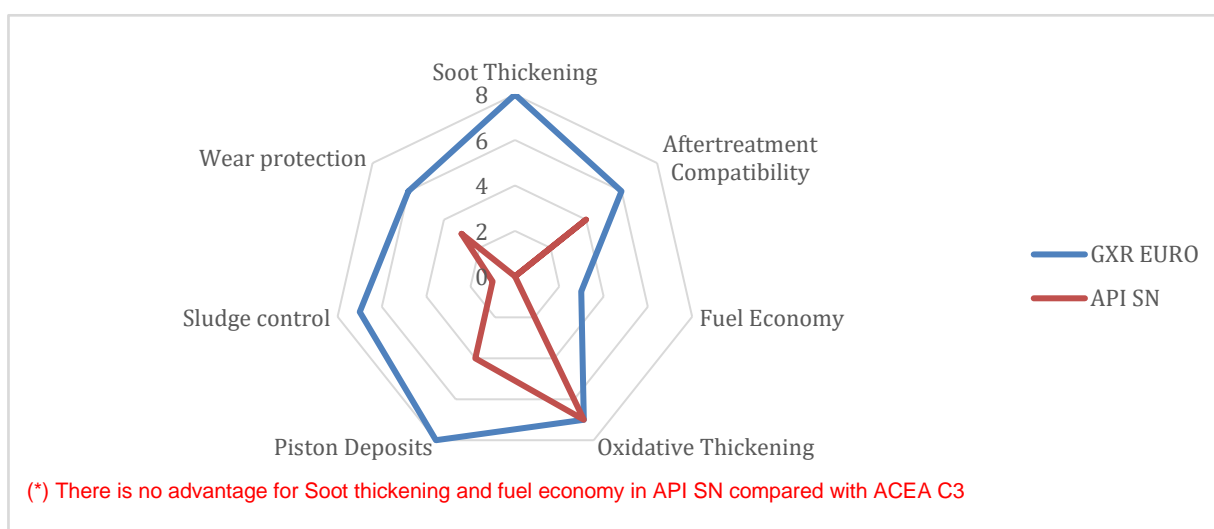 Soot Thickening
8
Aftertreatment
Compatibility
6
Wear protection
4
2
0
GXR EURO
API SN
Sludge control
Fuel Economy
Piston Deposits
Oxidative Thickening
(*) There is no advantage for Soot thickening and fuel economy in API SN compared with ACEA C3